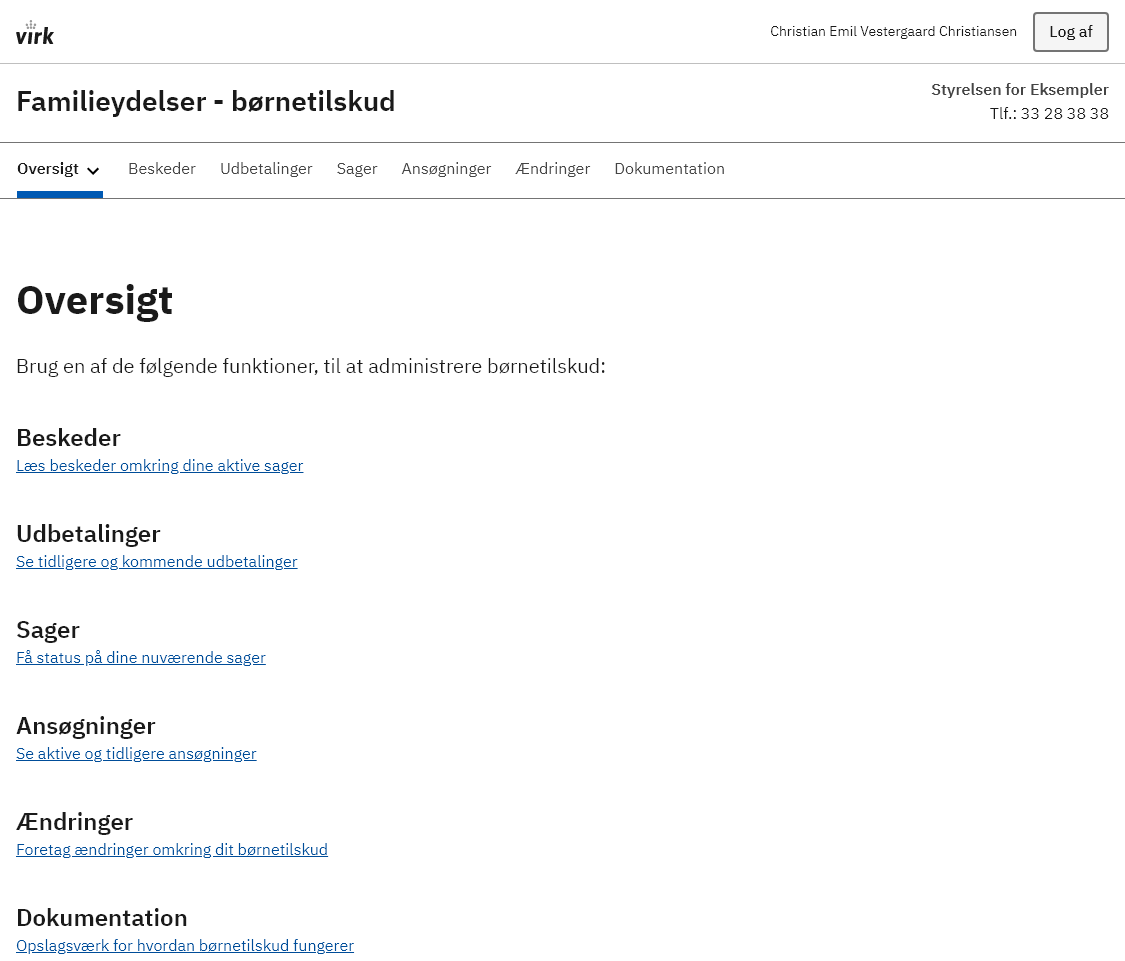 virk
Christian Emil Vestergaard Christiansen
Log af
Familieydelser - børnetilskud
Styrelsen for Eksempler
Tlf.: 33 28 38 38
Oversigt Beskeder Udbetalinger Sager Ansøgninger Ændringer Dokumentation
Oversigt
Brug en af de følgende funktioner, til at administrere børnetilskud:
Beskeder
Læs beskeder omkring dine aktive sager
Udbetalinger
Se tidligere og kommende udbetalinger
Sager
Få status på dine nuværende sager
Ansøgninger
Se aktive og tidligere ansøgninger
Ændringer
Foretag ændringer omkring dit børnetilskud
Dokumentation
Opslagsværk for hvordan børnetilskud fungerer